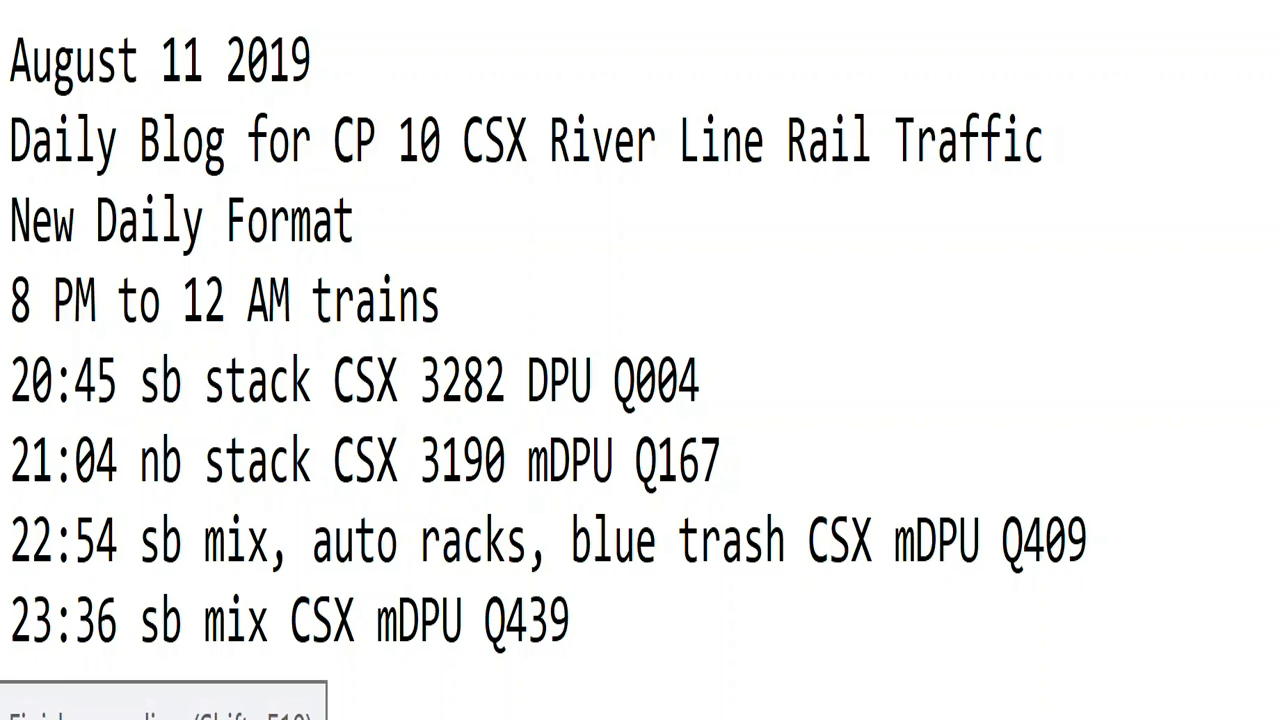 August 11 2019
Daily Blog for CP 10 CSX River Line Rail Traffic
New Daily Format
8 PM to 12 AM trains
20:45 sb stack CSX 3282 DPU Q004
21:04 nb stack CSX 3190 mDPU Q167
22:54 sb mix, auto racks, blue trash CSX mDPU Q409
23:36 sb mix CSX mDPU Q439